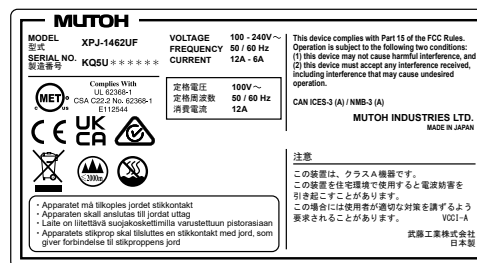 MUTOH
MODEL 型式 XPJ-1462UF
SERIAL NO. 製造番号 KQ5U＊＊＊＊＊＊
VOLTAGE 100 - 240V～
FREQUENCY 50 / 60 Hz
CURRENT 12A - 6A
定格電圧 100V～
定格周波数 50 / 60 Hz
消費電流 12A
MET
c us
Complies With
UL 62368-1
CSA C22.2 No. 62368-1
E112544
CE UK CA
≦2000m
・Apparatet må tilkoples jordet stikkontakt
・Apparaten skall anslutas till jordat uttag
・Laite on liitettävä suojakoskettimilla varustettuun pistorasiaan
・Apparatets stikprop skal tilsluttes en stikkontakt med jord, som
giver forbindelse til stikproppens jord
This device complies with Part 15 of the FCC Rules.
Operation is subject to the following two conditions:
(1) this device may not cause harmful interference, and
(2) this device must accept any interference received,
including interference that may cause undesired
operation.
CAN ICES-3 (A) / NMB-3 (A)
MUTOH INDUSTRIES LTD.
MADE IN JAPAN
注意
この装置は、クラスＡ機器です。
この装置を住宅環境で使用すると電波妨害を
引き起こすことがあります。
この場合には使用者が適切な対策を講ずるよう
要求されることがあります。 VCCI-A
武藤工業株式会社
日本製